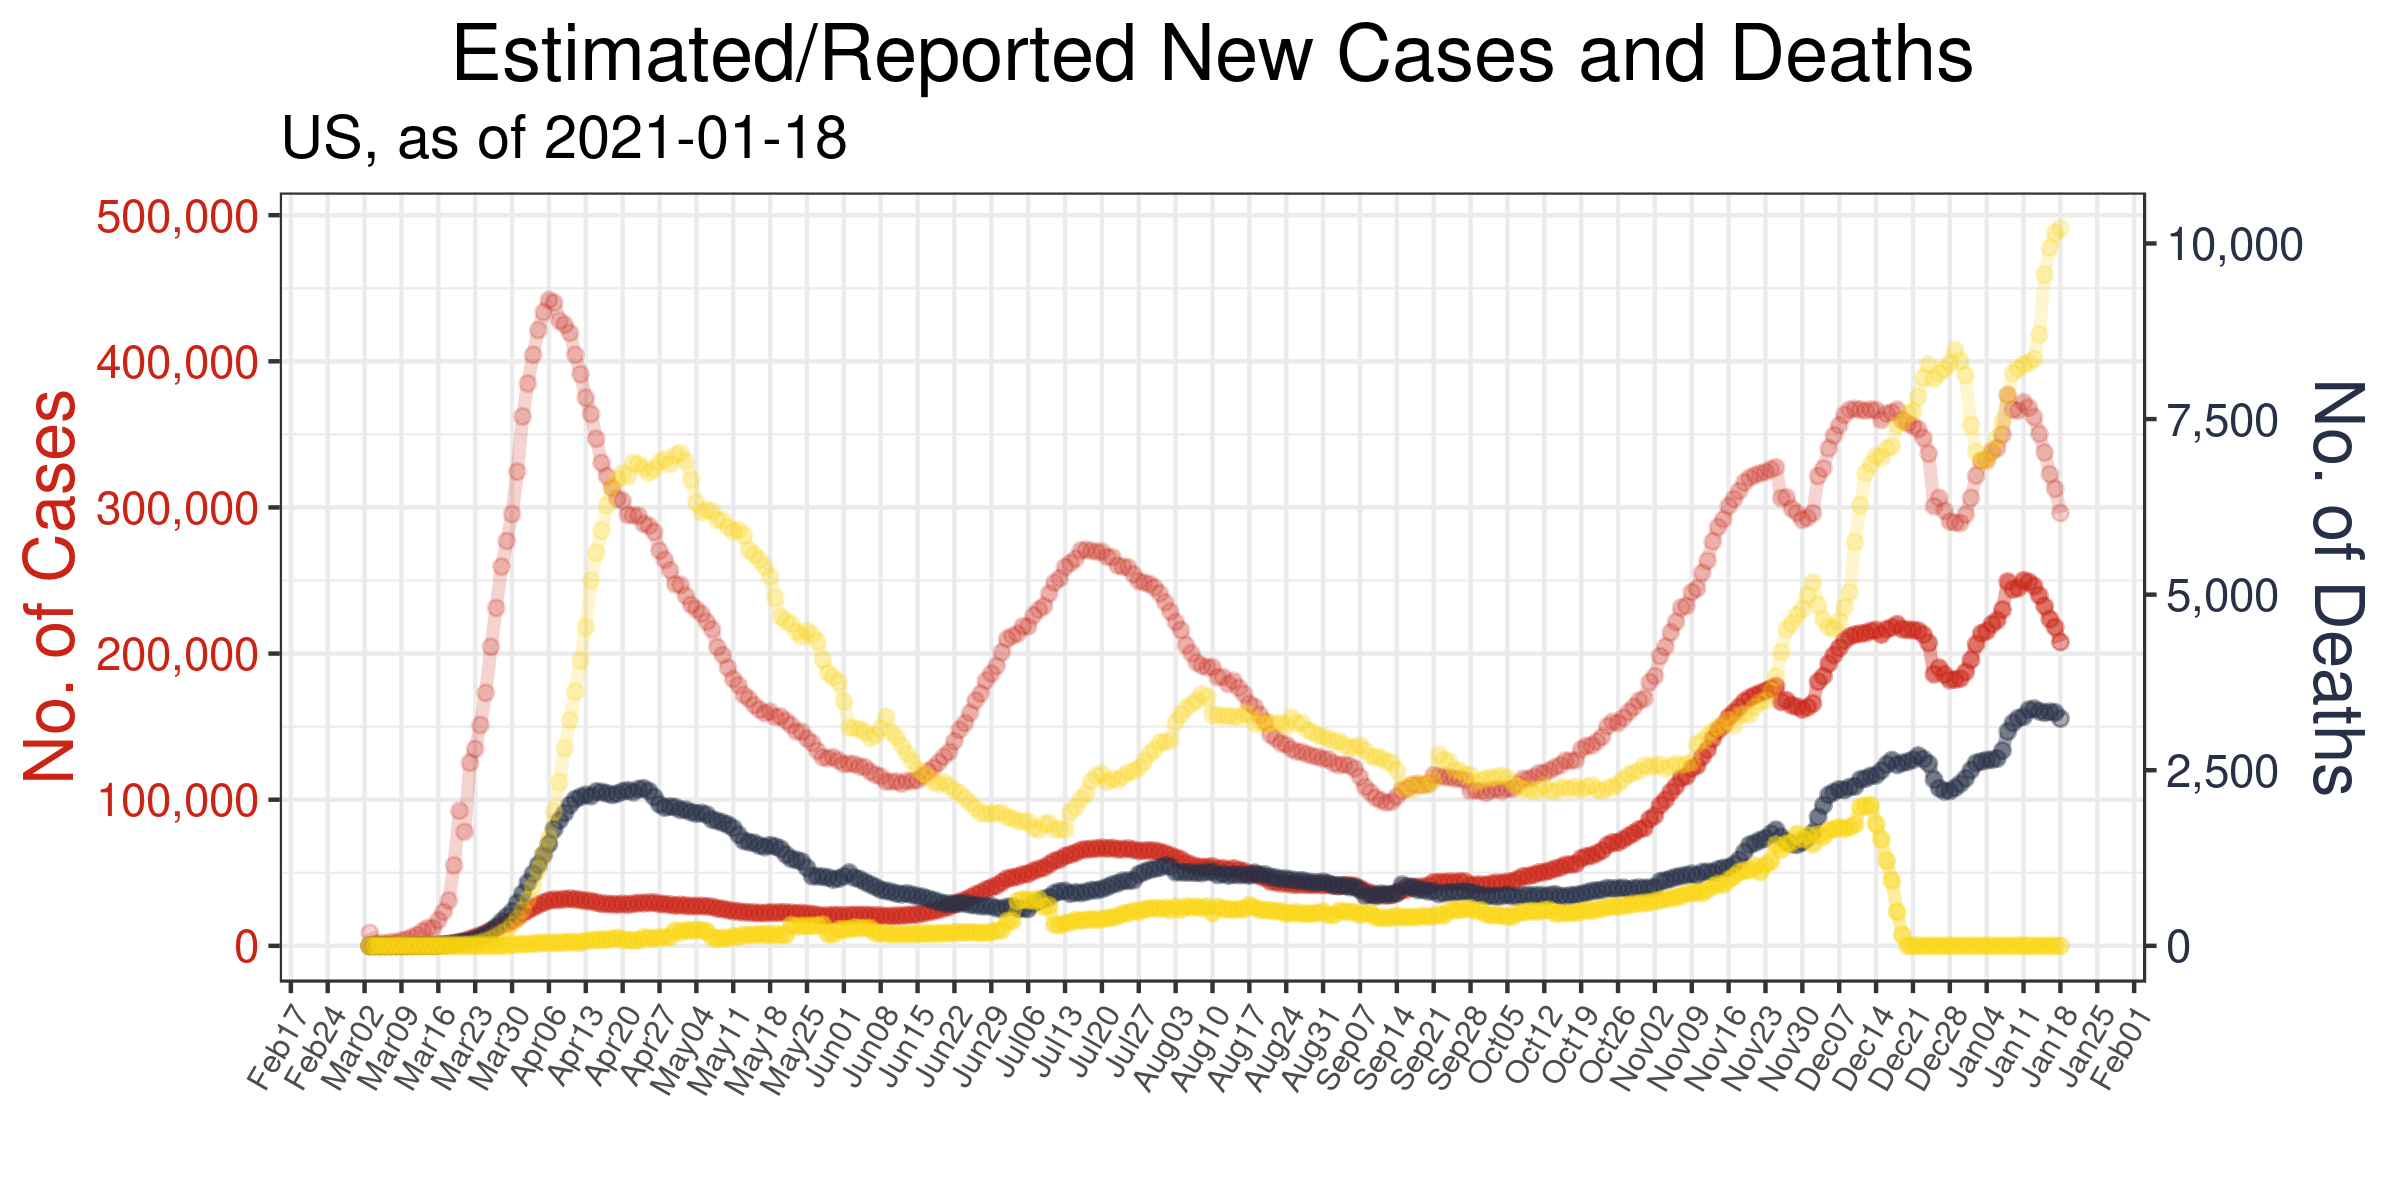 Estimated/Reported New Cases and Deaths
US, as of 2021-01-18
No. of Cases
500,000
400,000
300,000
200,000
100,000
0
10,000
7,500
5,000
2,500
0
No. of Deaths
Feb17
Feb24
Mar02
Mar09
Mar16
Mar23
Mar30
Apr06
Apr13
Apr20
Apr27
May04
May11
May18
May25
Jun01
Jun08
Jun15
Jun22
Jun29
Jul06
Jul13
Jul20
Jul27
Aug03
Aug10
Aug17
Aug24
Aug31
Sep07
Sep14
Sep21
Sep28
Oct05
Oct12
Oct19
Oct26
Nov02
Nov09
Nov16
Nov23
Nov30
Dec07
Dec14
Dec21
Dec28
Jan04
Jan11
Jan18
Jan25
Feb01